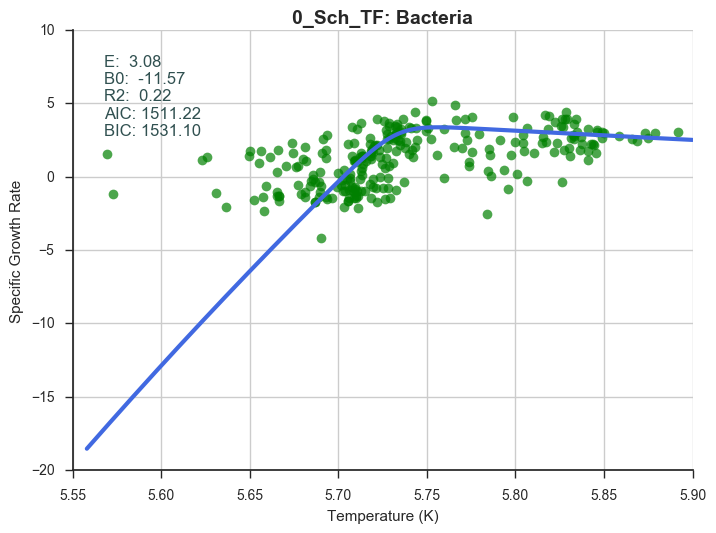 0_Sch_TF: Bacteria
10
E:  3.08
B0:  -11.57
R2:  0.22
AIC: 1511.22
BIC: 1531.10
5
0
−5
−10
−15
−20
Specific Growth Rate
5.55 5.60 5.65 5.70 5.75 5.80 5.85 5.90
Temperature (K)